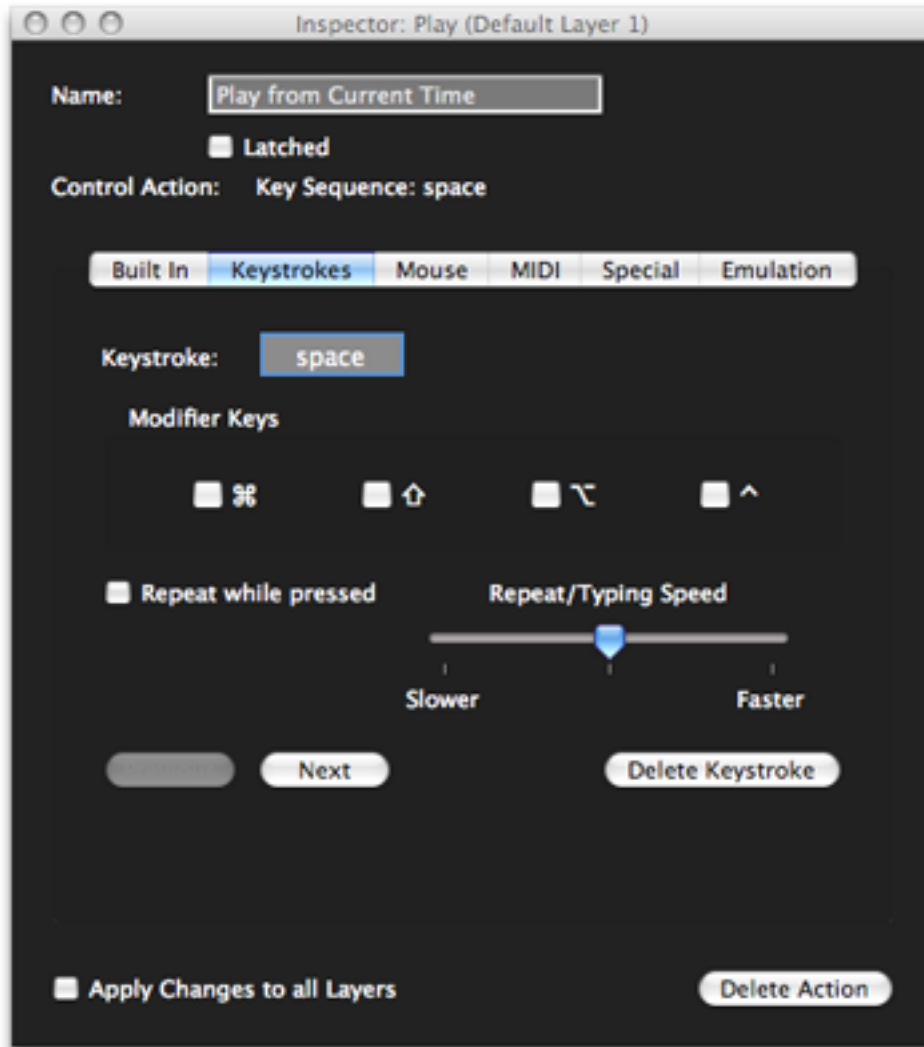 Inspector: Play (Default Layer 1)
Name: Play from Current Time
Latched
Control Action: Key Sequence: space
Built In Keystrokes Mouse MIDI Special Emulation
Keystroke: space
Modifier Keys
⌘ ⇧ ⌥ ^
Repeat while pressed Repeat/Typing Speed
Slower Faster
Next Delete Keystroke
Apply Changes to all Layers Delete Action